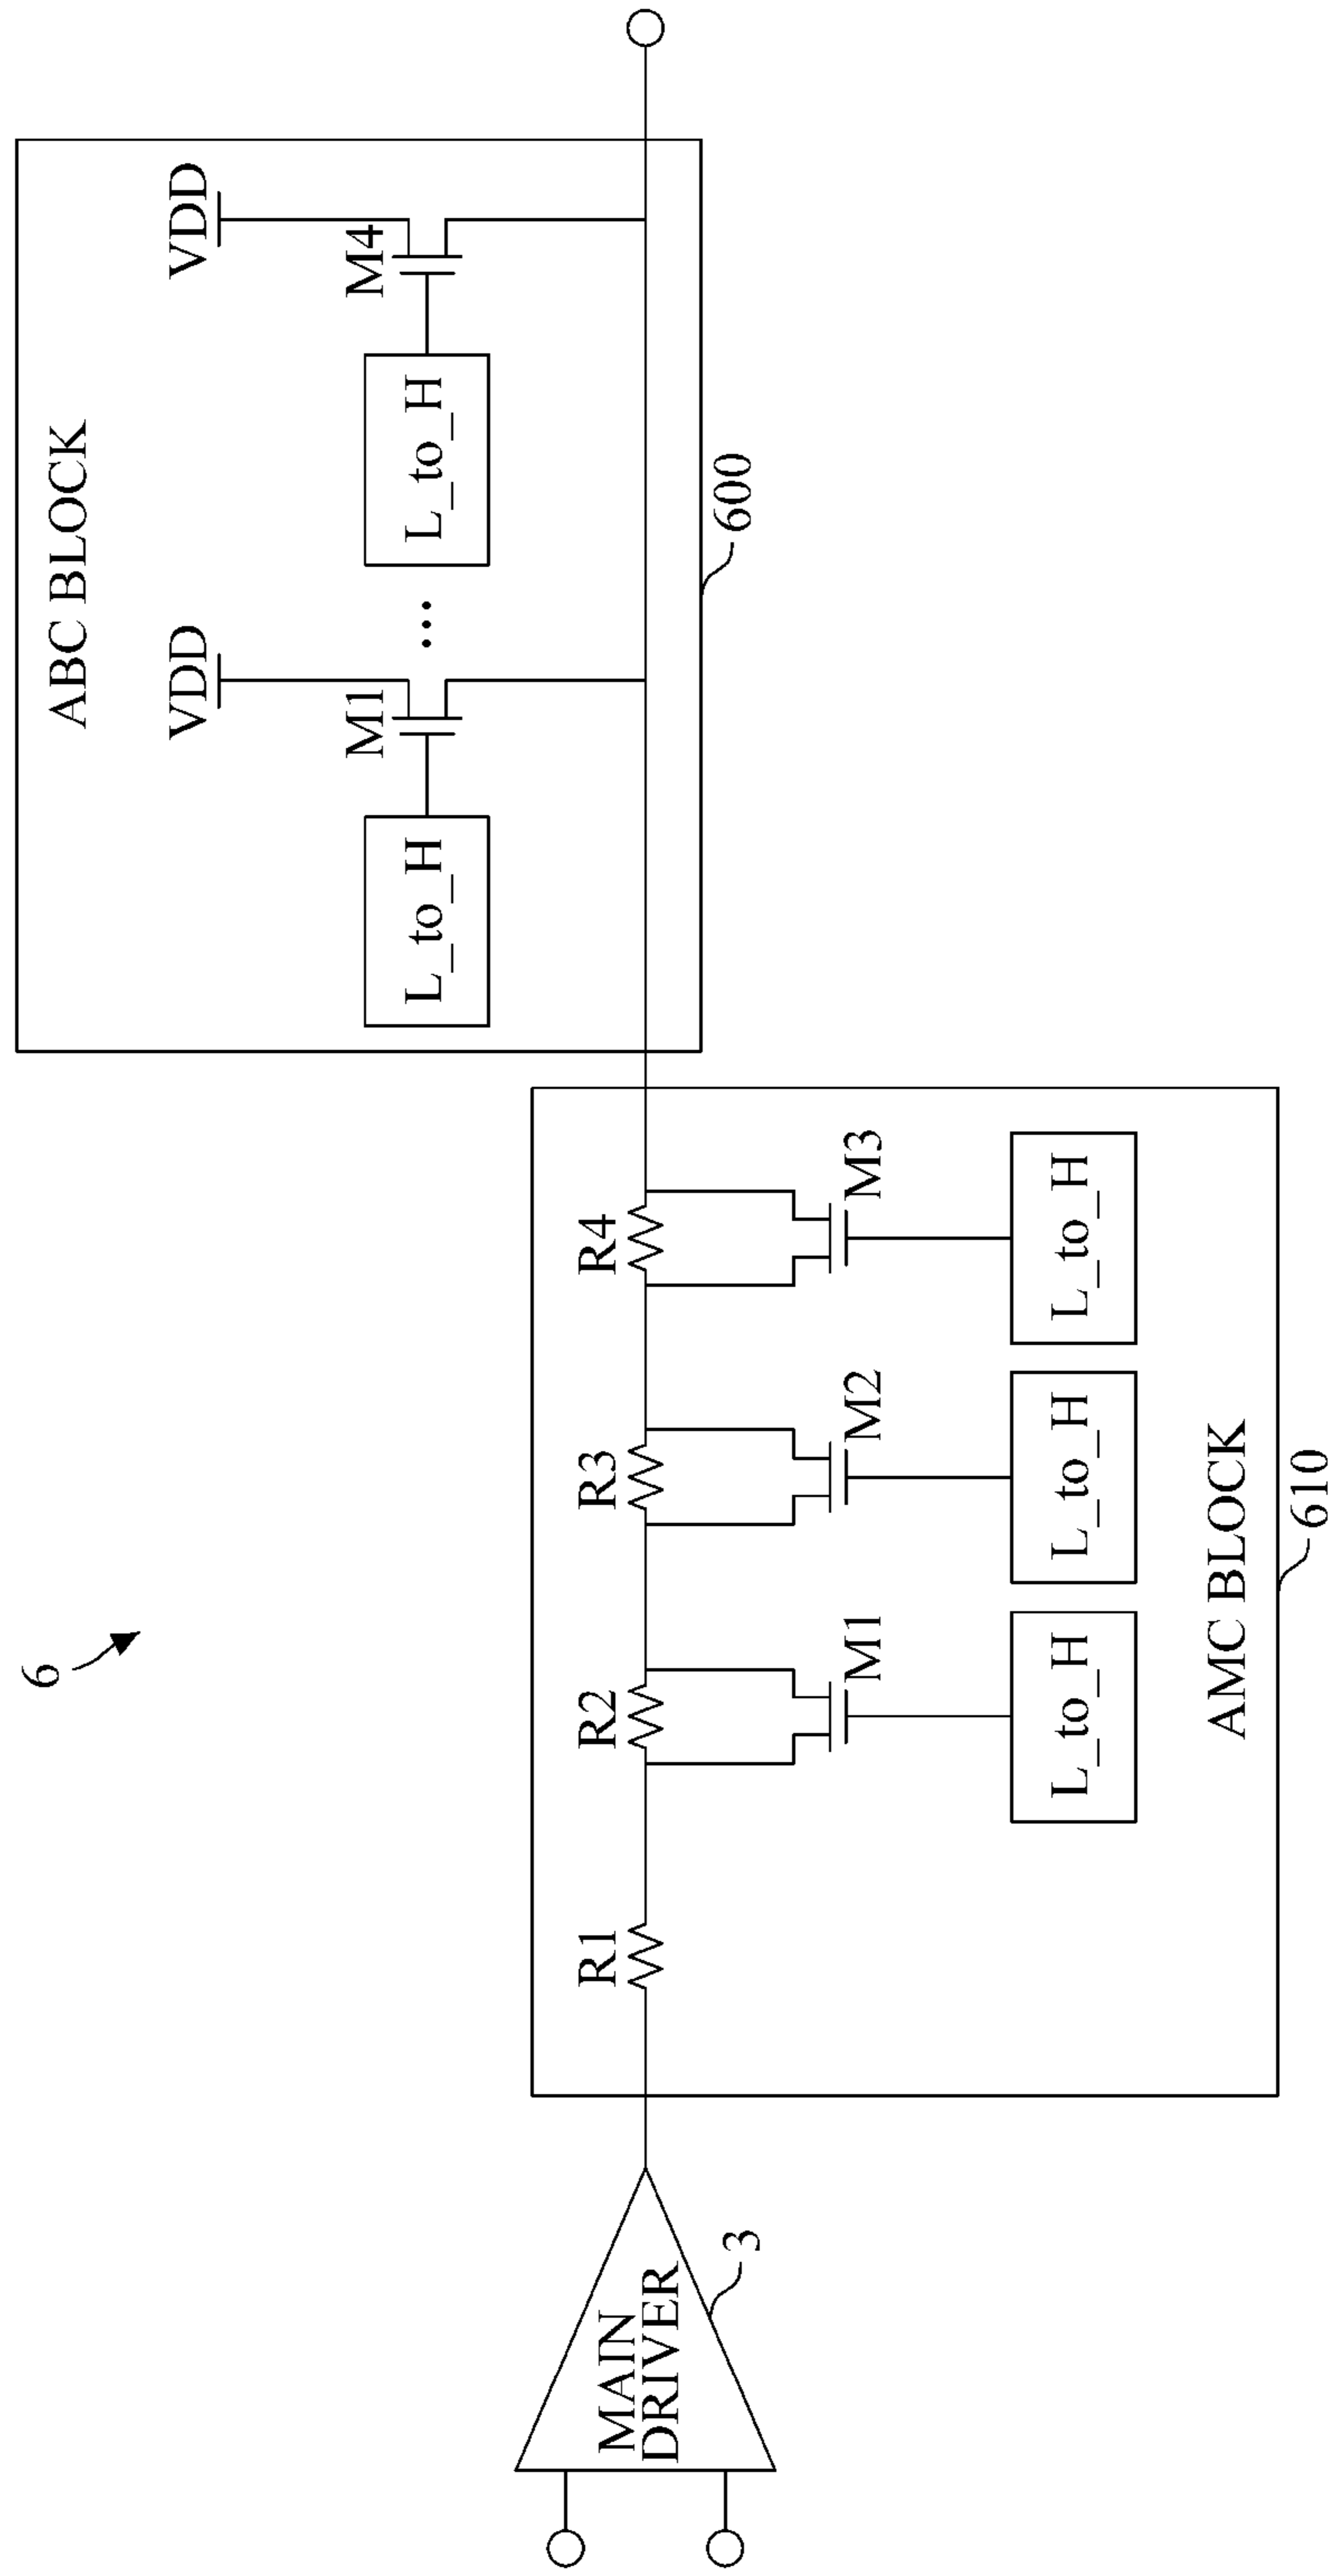 6
ABC BLOCK
VDD
VDD
M1
M4
L_to_H
...
L_to_H
600
MAIN
DRIVER
3
R1
R2
R3
R4
M1
M2
M3
L_to_H
L_to_H
L_to_H
AMC BLOCK
610